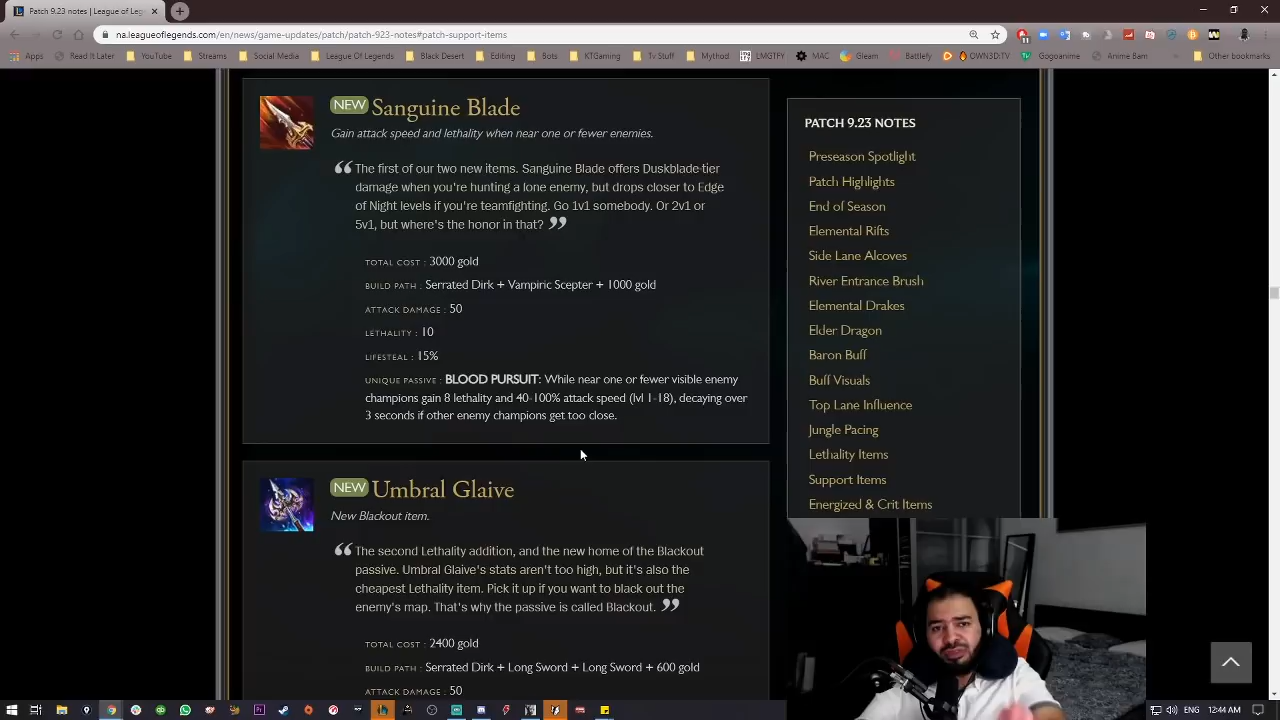 Patch 9.23 notes | League of Leg
na.leagueoflegends.com/en/news/game-updates/patch/patch-923-notes#patch-support-items
Apps
Read It Later
YouTube
Streams
Social
League Of Legends
Black Desert
Editing
Bots
KTGaming
Tv Stuff
Mythod
LMGTFY
MAC
Gleam
Battlefy
OWN3D.TV
Gogoanime
Anime Bam
Other bookmarks
NEW Sanguine Blade
Gain attack speed and lethality when near one or fewer enemies.
The first of our two new items. Sanguine Blade offers Duskblade-tier
damage when you're hunting a lone enemy, but drops closer to Edge
of Night levels if you're teamfighting. Go 1v1 somebody. Or 2v1 or
5v1, but where's the honor in that?
TOTAL COST : 3000 gold
BUILD PATH : Serrated Dirk + Vampiric Scepter + 1000 gold
ATTACK DAMAGE : 50
LETHALITY : 10
LIFESTEAL : 15%
UNIQUE PASSIVE : BLOOD PURSUIT: While near one or fewer visible enemy
champions gain 8 lethality and 40-100% attack speed (lvl 1-18), decaying over
3 seconds if other enemy champions get too close.
NEW Umbral Glaive
New Blackout item.
The second Lethality addition, and the new home of the Blackout
passive. Umbral Glaive's stats aren't too high, but it's also the
cheapest Lethality item. Pick it up if you want to black out the
enemy's map. That's why the passive is called Blackout.
TOTAL COST : 2400 gold
BUILD PATH : Serrated Dirk + Long Sword + Long Sword + 600 gold
ATTACK DAMAGE : 50
PATCH 9.23 NOTES
Preseason Spotlight
Patch Highlights
End of Season
Elemental Rifts
Side Lane Alcoves
River Entrance Brush
Elemental Drakes
Elder Dragon
Baron Buff
Buff Visuals
Top Lane Influence
Jungle Pacing
Lethality Items
Support Items
Energized & Crit Items
ENG
12:44 AM